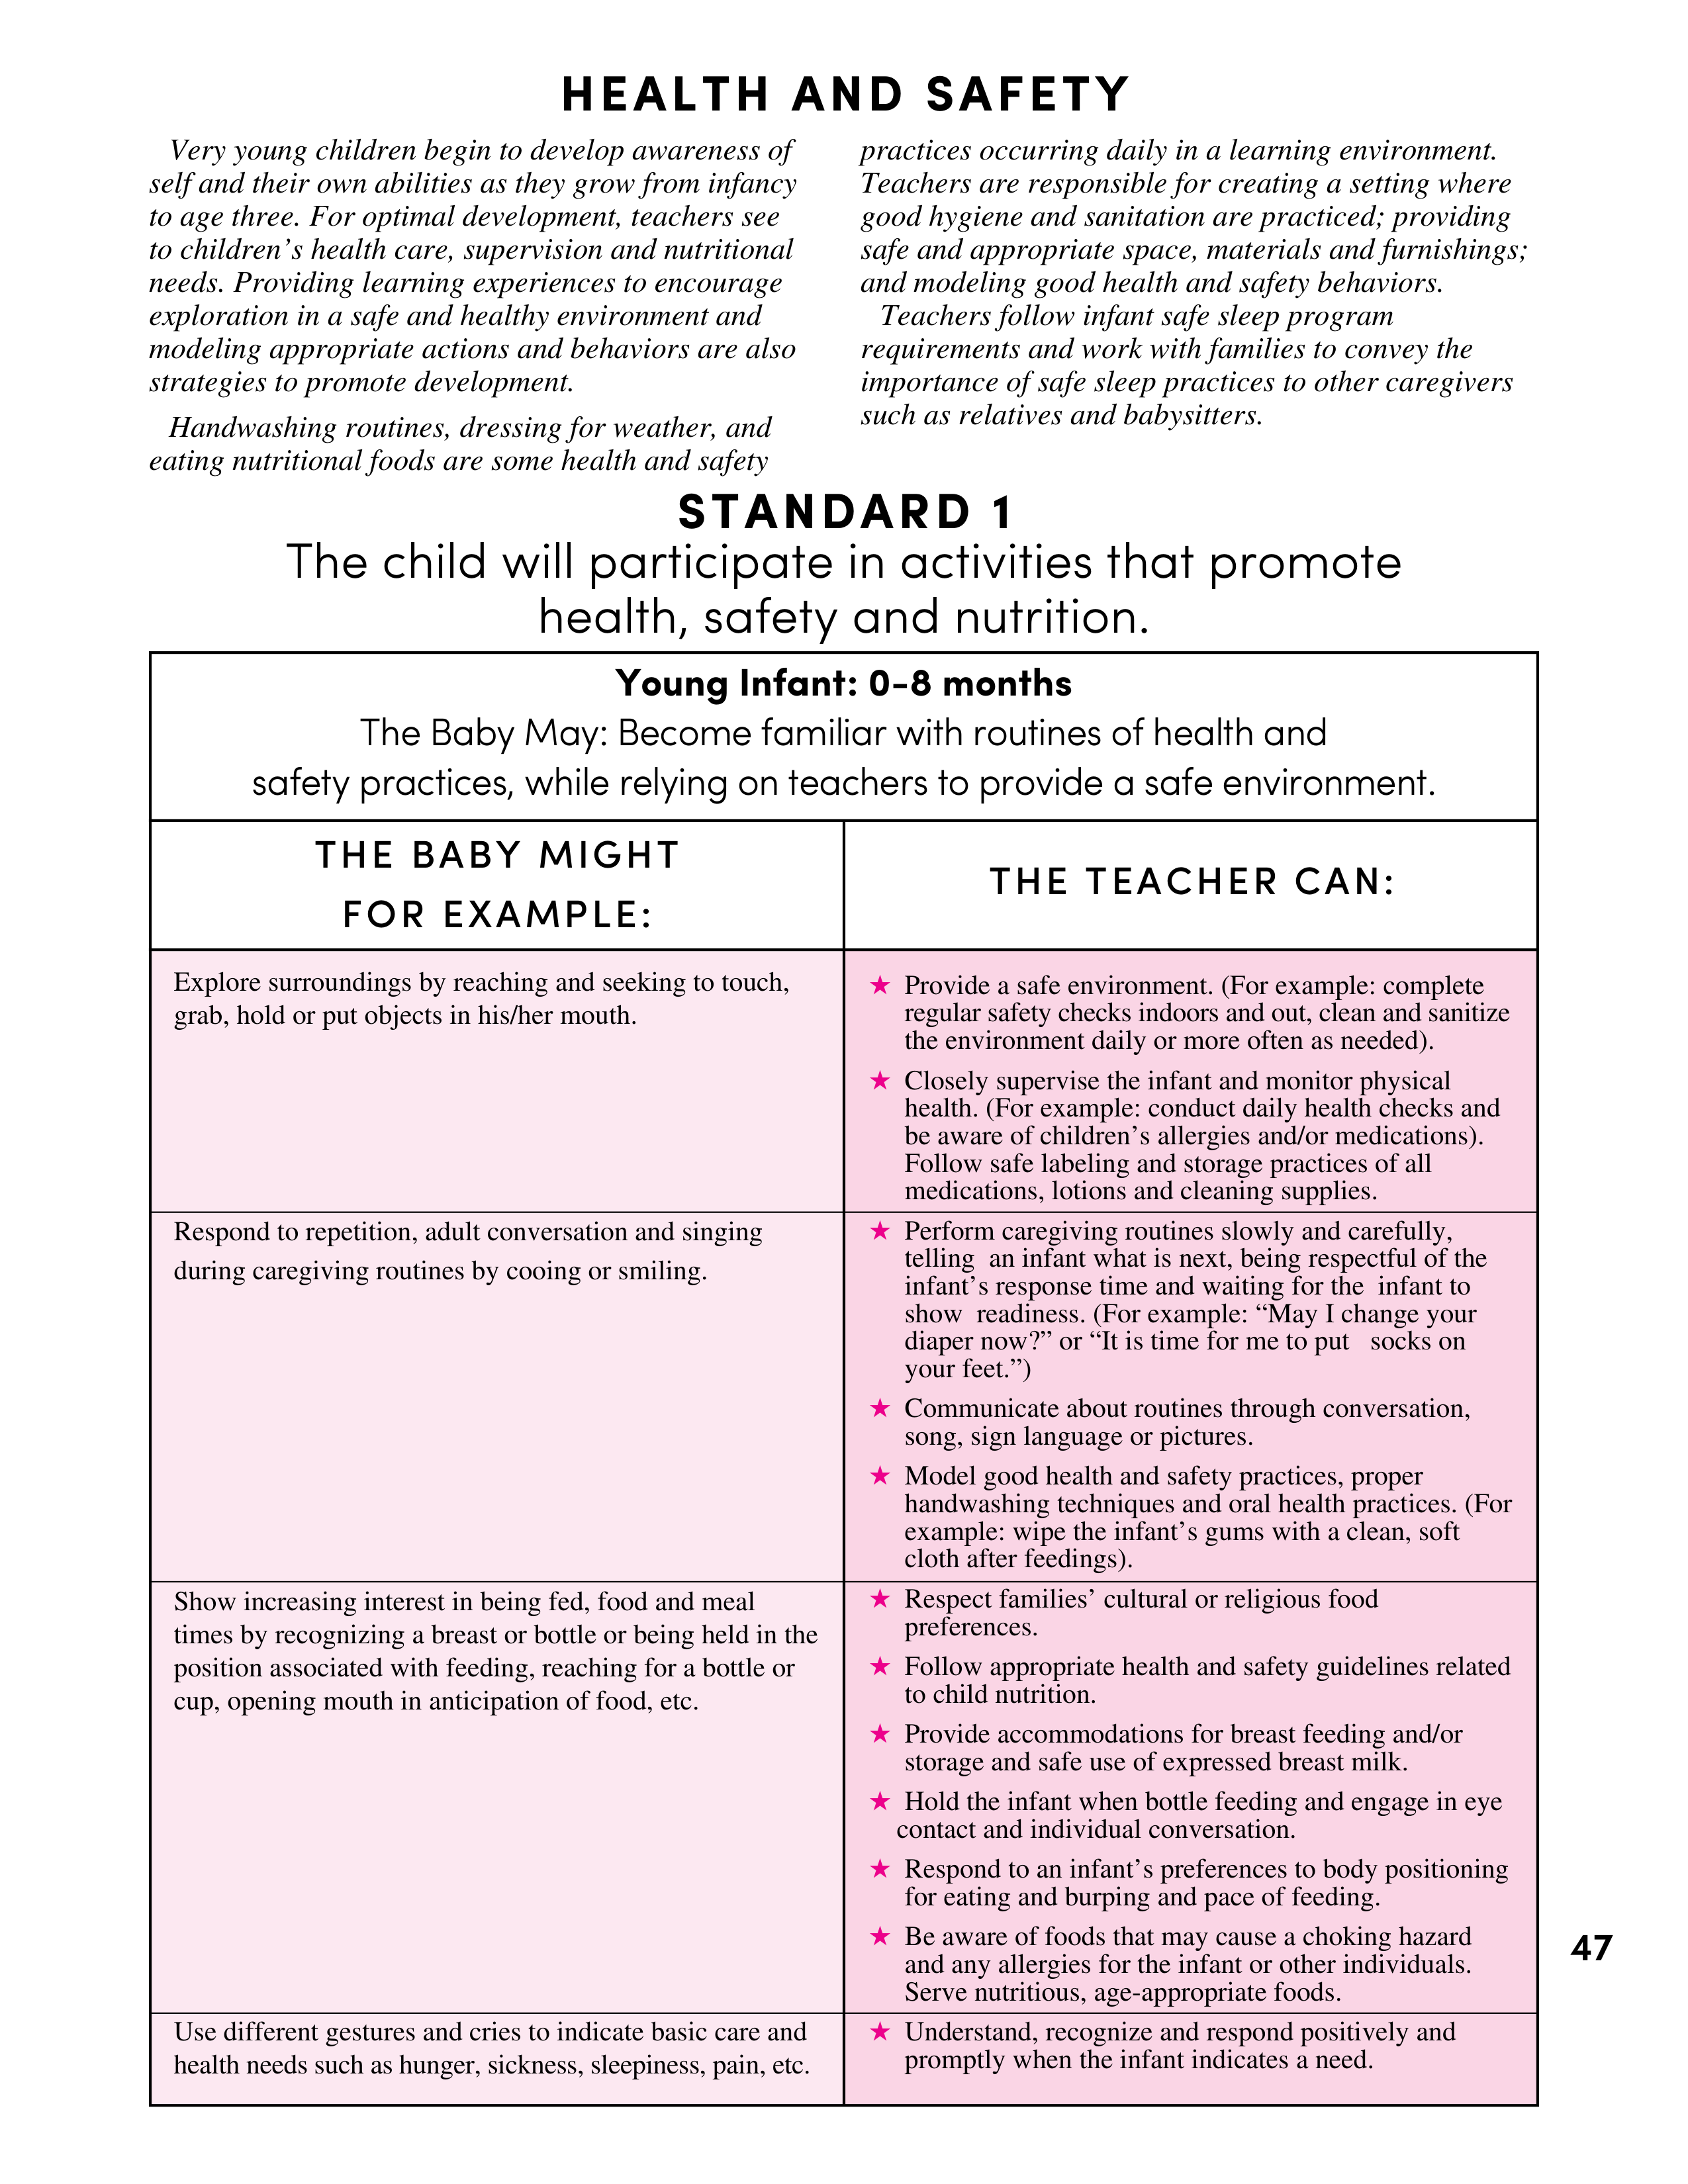 HEALTH AND SAFETY
Very young children begin to develop awareness of
self and their own abilities as they grow from infancy
to age three. For optimal development, teachers see
to children’s health care, supervision and nutritional
needs. Providing learning experiences to encourage
exploration in a safe and healthy environment and
modeling appropriate actions and behaviors are also
strategies to promote development.
Handwashing routines, dressing for weather, and
eating nutritional foods are some health and safety
practices occurring daily in a learning environment.
Teachers are responsible for creating a setting where
good hygiene and sanitation are practiced; providing
safe and appropriate space, materials and furnishings;
and modeling good health and safety behaviors.
Teachers follow infant safe sleep program
requirements and work with families to convey the
importance of safe sleep practices to other caregivers
such as relatives and babysitters.
STANDARD 1
The child will participate in activities that promote
health, safety and nutrition.
Young Infant: 0-8 months
The Baby May: Become familiar with routines of health and
safety practices, while relying on teachers to provide a safe environment.
THE BABY MIGHT
FOR EXAMPLE:
THE TEACHER CAN:
Explore surroundings by reaching and seeking to touch,
grab, hold or put objects in his/her mouth.
★ Provide a safe environment. (For example: complete
regular safety checks indoors and out, clean and sanitize
the environment daily or more often as needed).
★ Closely supervise the infant and monitor physical
health. (For example: conduct daily health checks and
be aware of children’s allergies and/or medications).
Follow safe labeling and storage practices of all
medications, lotions and cleaning supplies.
Respond to repetition, adult conversation and singing
during caregiving routines by cooing or smiling.
★ Perform caregiving routines slowly and carefully,
telling an infant what is next, being respectful of the
infant’s response time and waiting for the infant to
show readiness. (For example: “May I change your
diaper now?” or “It is time for me to put socks on
your feet.”)
★ Communicate about routines through conversation,
song, sign language or pictures.
★ Model good health and safety practices, proper
handwashing techniques and oral health practices. (For
example: wipe the infant’s gums with a clean, soft
cloth after feedings).
Show increasing interest in being fed, food and meal
times by recognizing a breast or bottle or being held in the
position associated with feeding, reaching for a bottle or
cup, opening mouth in anticipation of food, etc.
★ Respect families’ cultural or religious food
preferences.
★ Follow appropriate health and safety guidelines related
to child nutrition.
★ Provide accommodations for breast feeding and/or
storage and safe use of expressed breast milk.
★ Hold the infant when bottle feeding and engage in eye
contact and individual conversation.
★ Respond to an infant’s preferences to body positioning
for eating and burping and pace of feeding.
★ Be aware of foods that may cause a choking hazard
and any allergies for the infant or other individuals.
Serve nutritious, age-appropriate foods.
Use different gestures and cries to indicate basic care and
health needs such as hunger, sickness, sleepiness, pain, etc.
★ Understand, recognize and respond positively and
promptly when the infant indicates a need.
47